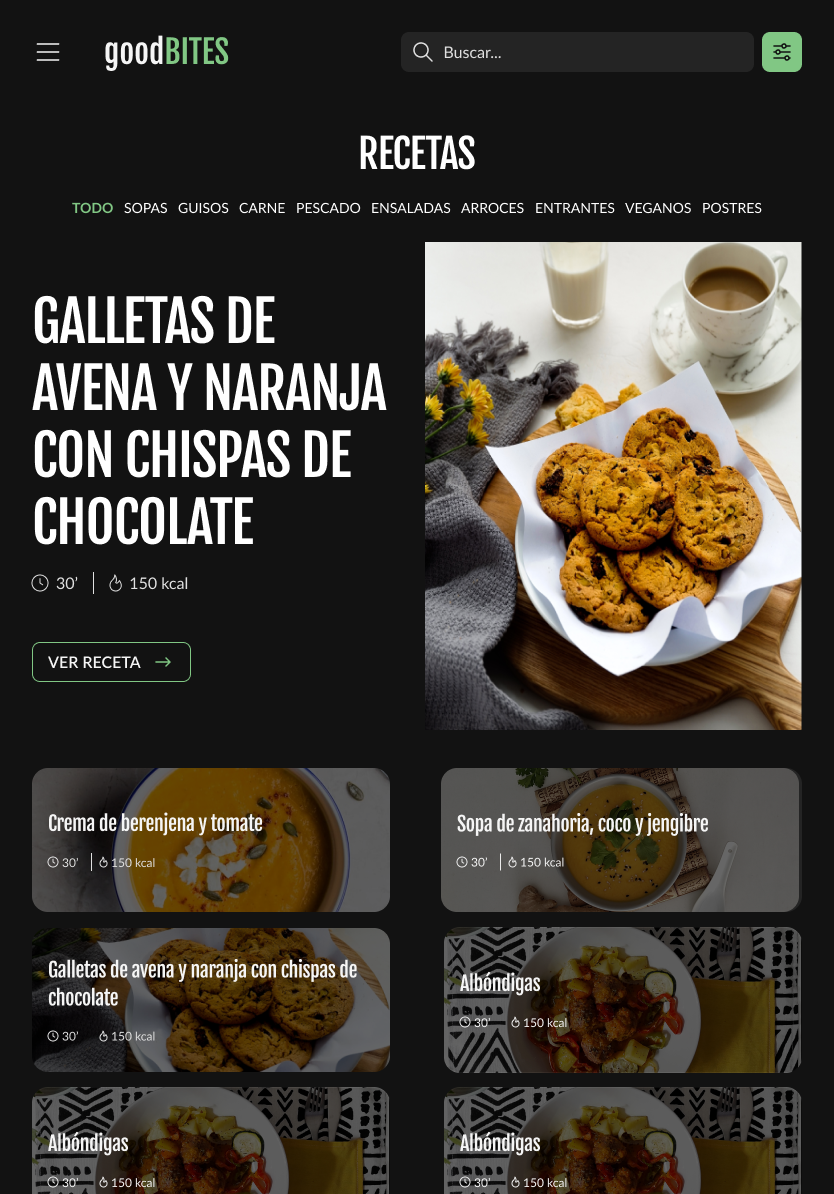 goodBITES
Buscar...
RECETAS
TODO SOPAS GUISOS CARNE PESCADO ENSALADAS ARROCES ENTRANTES VEGANOS POSTRES
GALLETAS DE
AVENA Y NARANJA
CON CHISPAS DE
CHOCOLATE
30' 150 kcal
VER RECETA
Crema de berenjena y tomate
30' 150 kcal
Sopa de zanahoria, coco y jengibre
30' 150 kcal
Galletas de avena y naranja con chispas de
chocolate
30' 150 kcal
Albóndigas
30' 150 kcal
Albóndigas
30' 150 kcal
Albóndigas
30' 150 kcal